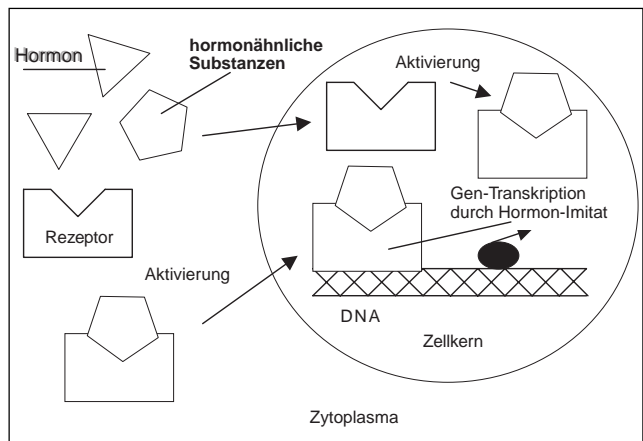 Hormon
hormonähnliche
Substanzen
Aktivierung
Rezeptor
Gen-Transkription
durch Hormon-Imitat
Aktivierung
DNA
Zellkern
Zytoplasma